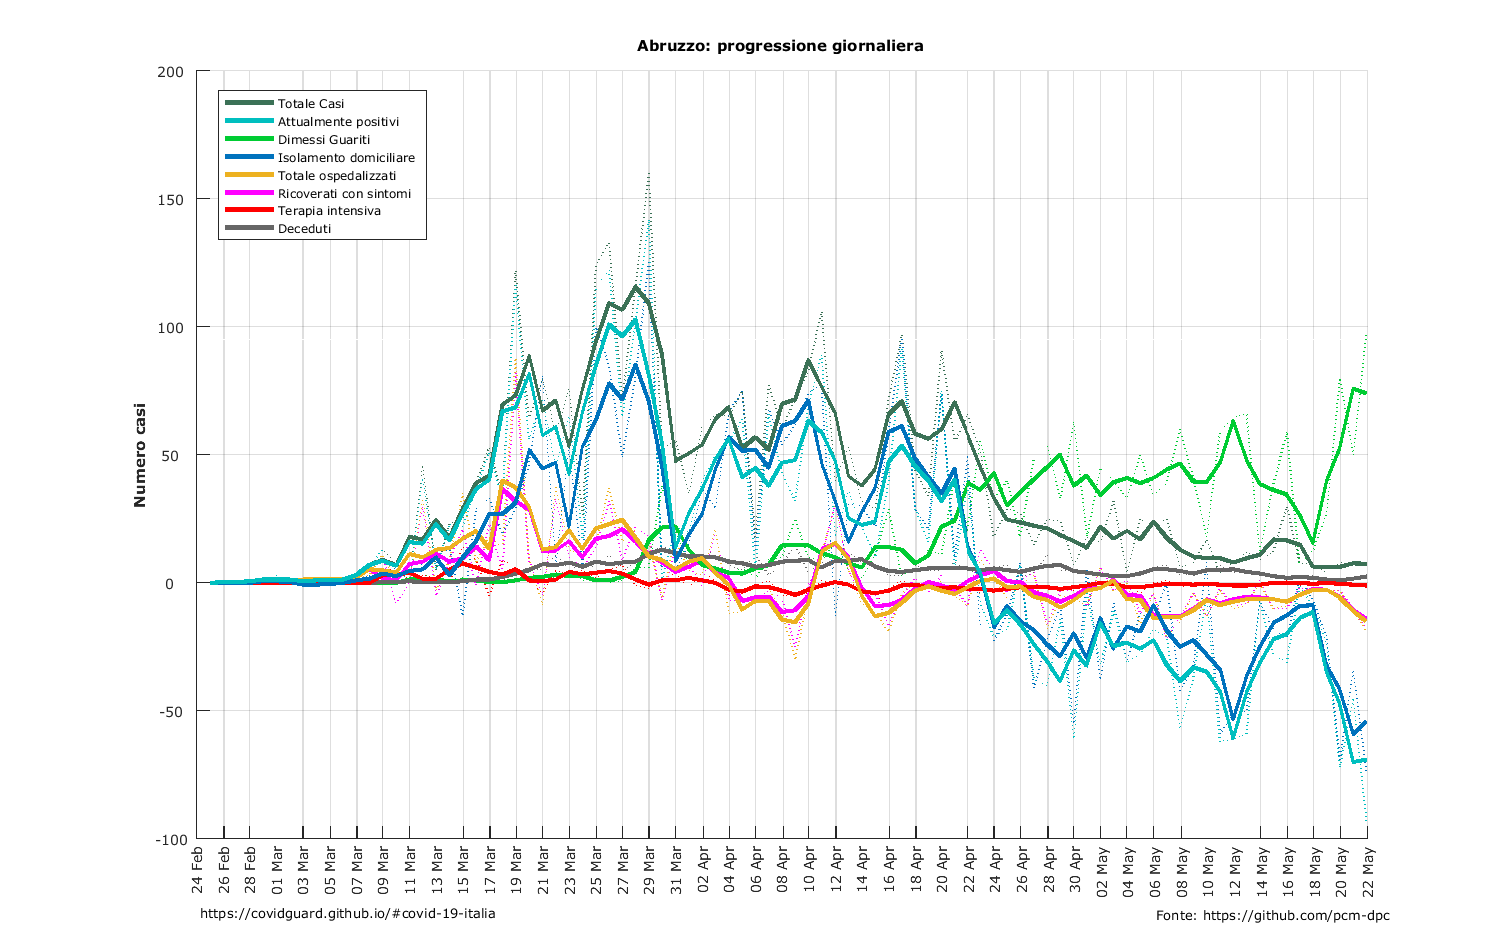 Abruzzo: progressione giornaliera
200
150
100
50
0
-50
-100
Numero casi
Totale Casi
Attualmente positivi
Dimessi Guariti
Isolamento domiciliare
Totale ospedalizzati
Ricoverati con sintomi
Terapia intensiva
Deceduti
24 Feb
26 Feb
28 Feb
01 Mar
03 Mar
05 Mar
07 Mar
09 Mar
11 Mar
13 Mar
15 Mar
17 Mar
19 Mar
21 Mar
23 Mar
25 Mar
27 Mar
29 Mar
31 Mar
02 Apr
04 Apr
06 Apr
08 Apr
10 Apr
12 Apr
14 Apr
16 Apr
18 Apr
20 Apr
22 Apr
24 Apr
26 Apr
28 Apr
30 Apr
02 May
04 May
06 May
08 May
10 May
12 May
14 May
16 May
18 May
20 May
22 May
https://covidguard.github.io/#covid-19-italia
Fonte: https://github.com/pcm-dpc